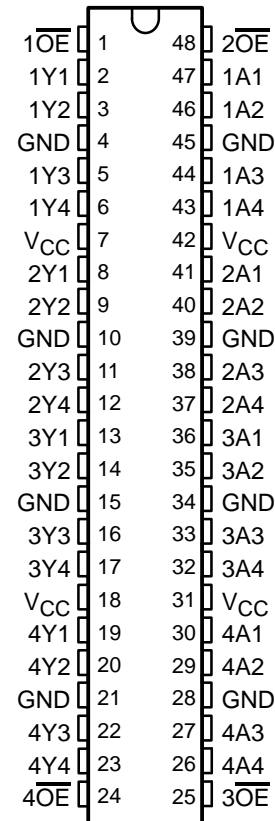 1O̅E̅ 1 48 2O̅E̅
1Y1 2 47 1A1
1Y2 3 46 1A2
GND 4 45 GND
1Y3 5 44 1A3
1Y4 6 43 1A4
VCC 7 42 VCC
2Y1 8 41 2A1
2Y2 9 40 2A2
GND 10 39 GND
2Y3 11 38 2A3
2Y4 12 37 2A4
3Y1 13 36 3A1
3Y2 14 35 3A2
GND 15 34 GND
3Y3 16 33 3A3
3Y4 17 32 3A4
VCC 18 31 VCC
4Y1 19 30 4A1
4Y2 20 29 4A2
GND 21 28 GND
4Y3 22 27 4A3
4Y4 23 26 4A4
4O̅E̅ 24 25 3O̅E̅